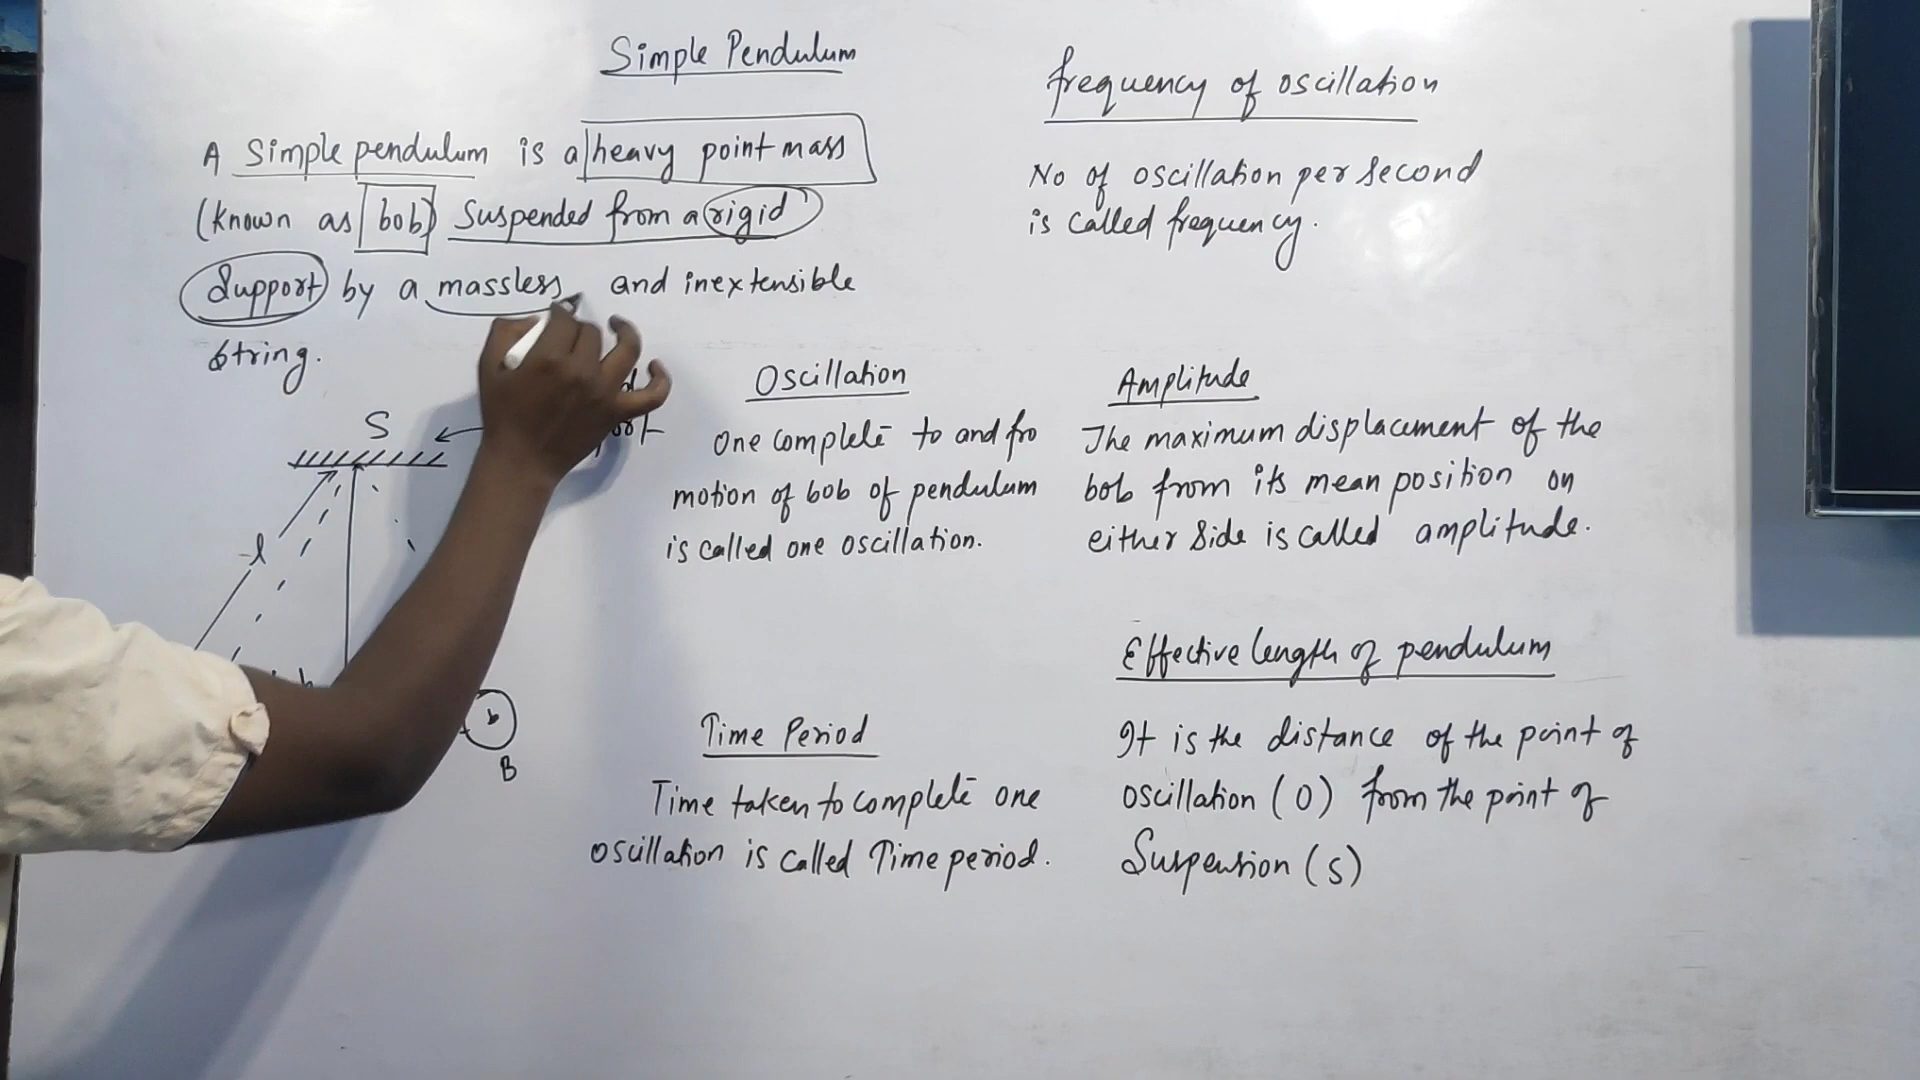 Simple Pendulum
A Simple pendulum is a heavy point mass
(known as bob) Suspended from a rigid
Support by a massless and inextensible
String.
S
l
b
B
frequency of oscillation
No of oscillation per second
is called frequency.
Oscillation
One complete to and fro
motion of bob of pendulum
is called one oscillation.
Amplitude
The maximum displacement of the
bob from its mean position on
either side is called amplitude.
Time Period
Time taken to complete one
oscillation is called Time period.
Effective length of pendulum
It is the distance of the point of
oscillation (O) from the point of
Suspension (S)